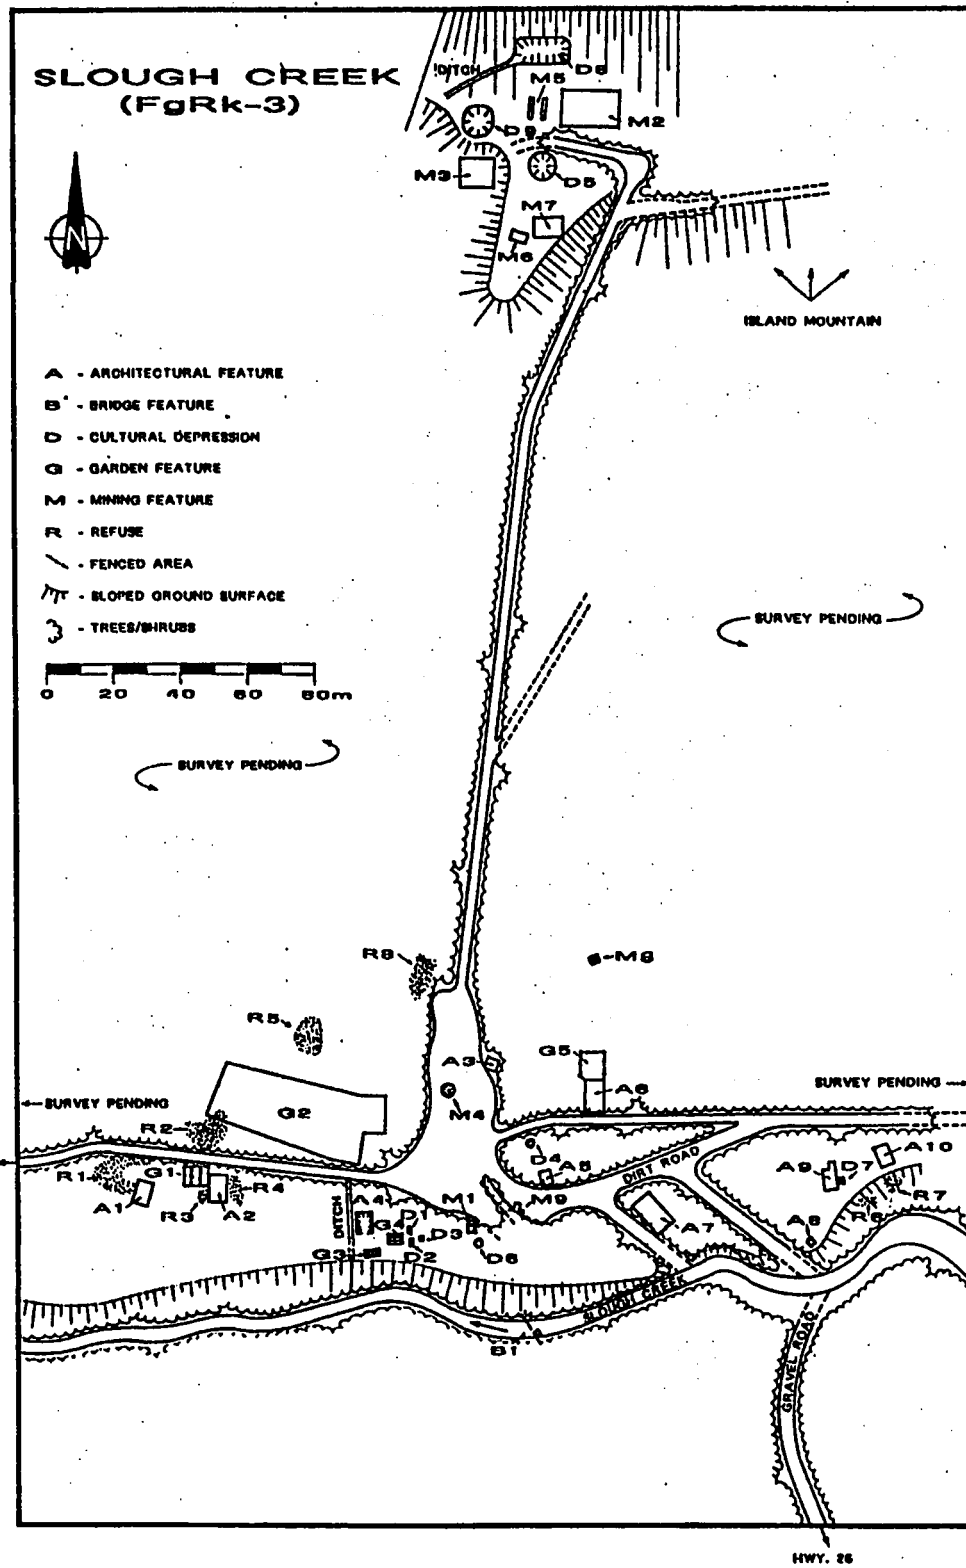 SLOUGH CREEK
(FgRk-3)
DITCH
D8
M5
M2
D9
M3
D5
M7
M6
N
ISLAND MOUNTAIN
A - ARCHITECTURAL FEATURE
B - BRIDGE FEATURE
D - CULTURAL DEPRESSION
G - GARDEN FEATURE
M - MINING FEATURE
R - REFUSE
- FENCED AREA
- SLOPED GROUND SURFACE
- TREES/SHRUBS
0 20 40 60 80m
SURVEY PENDING
SURVEY PENDING
R8
M8
R5
A3
G5
A6
SURVEY PENDING
SURVEY PENDING
G2
M4
R2
D4
A5
DIRT ROAD
A10
A9
D7
R1
G1
R4
A1
R3
A2
DITCH
A4
D1
M1
M9
G4
D3
A7
A8
R6
R7
G3
D2
D6
SLOUGH CREEK
B1
GRAVEL ROAD
HWY. 26